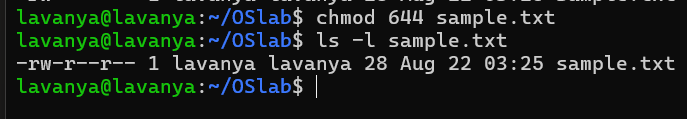 lavanya@lavanya:~/OSlab$ chmod 644 sample.txt
lavanya@lavanya:~/OSlab$ ls -l sample.txt
-rw-r--r-- 1 lavanya lavanya 28 Aug 22 03:25 sample.txt
lavanya@lavanya:~/OSlab$